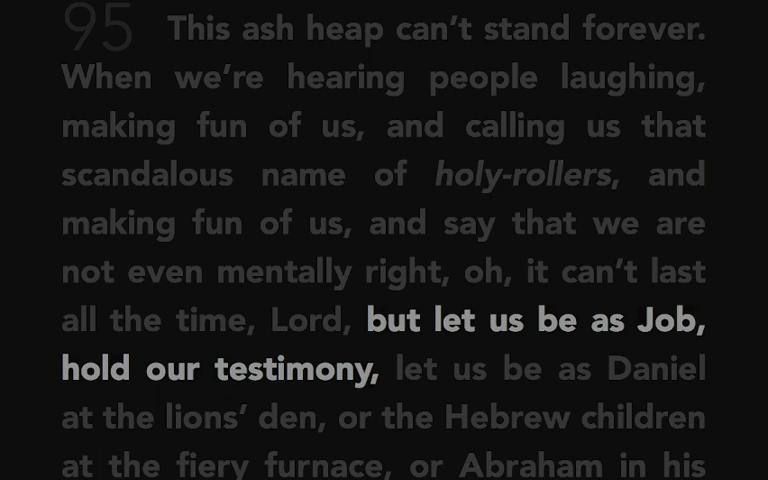 95 This ash heap can’t stand forever.
When we’re hearing people laughing,
making fun of us, and calling us that
scandalous name of holy-rollers, and
making fun of us, and say that we are
not even mentally right, oh, it can’t last
all the time, Lord, but let us be as Job,
hold our testimony, let us be as Daniel
at the lions’ den, or the Hebrew children
at the fiery furnace, or Abraham in his